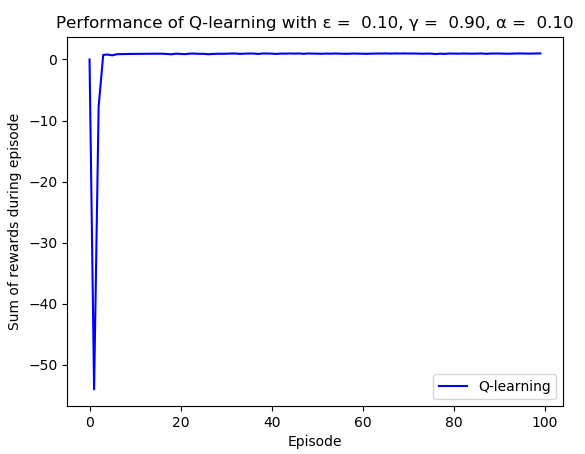 Performance of Q-learning with ε =  0.10, γ =  0.90, α =  0.10
Sum of rewards during episode
0
−10
−20
−30
−40
−50
0 20 40 60 80 100
Episode
Q-learning